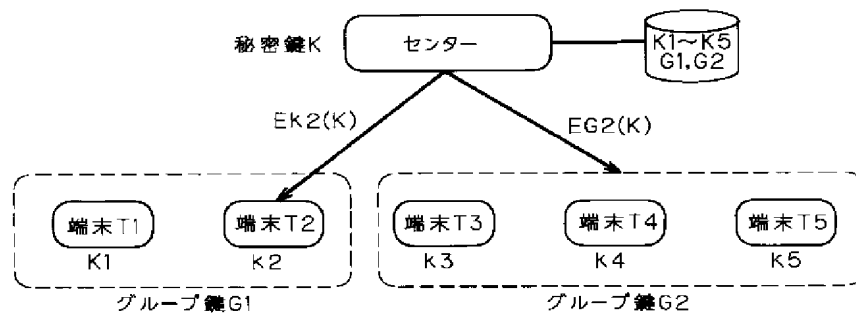 秘密鍵K
センター
K1～K5
G1,G2
EK2(K)
EG2(K)
端末T1
端末T2
端末T3
端末T4
端末T5
K1
K2
K3
K4
K5
グループ鍵G1
グループ鍵G2